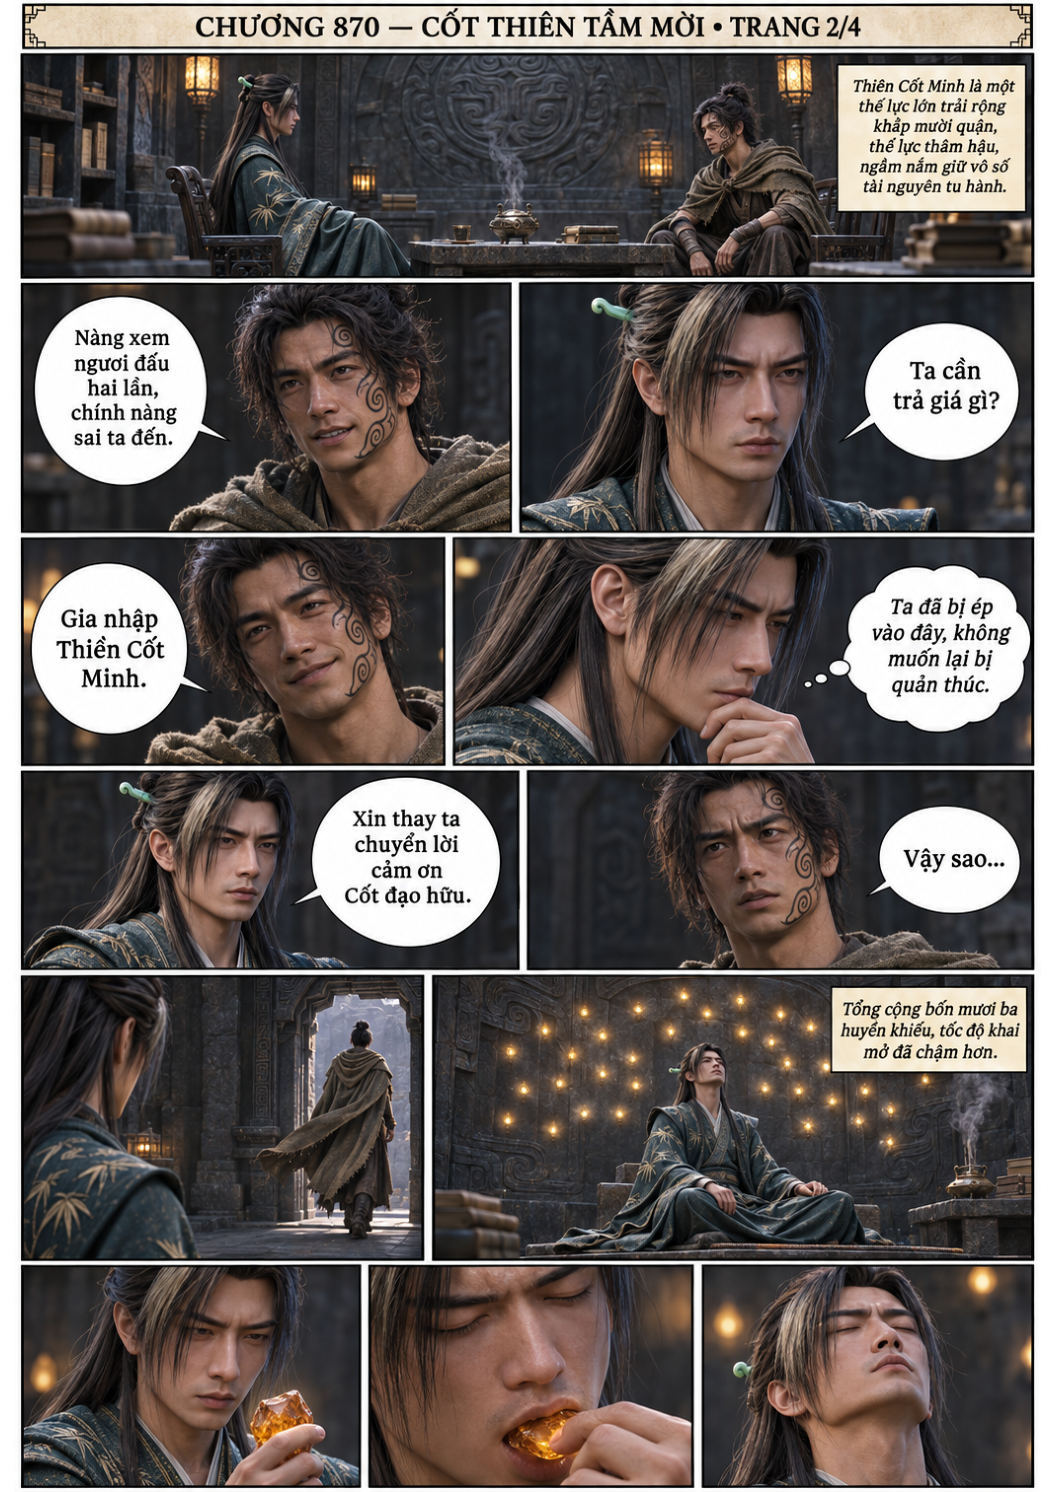 CHƯƠNG 870 — CỐT THIÊN TẦM MỜI • TRANG 2/4
Thiên Cốt Minh là một
thế lực lớn trải rộng
khắp mười quận,
thế lực thâm hậu,
ngầm nắm giữ vô số
tài nguyên tu hành.
Nàng xem
ngươi đấu
hai lần,
chính nàng
sai ta đến.
Ta cần
trả giá gì?
Gia nhập
Thiền Cốt
Minh.
Ta đã bị ép
vào đây, không
muốn lại bị
quản thúc.
Xin thay ta
chuyển lời
cảm ơn
Cốt đạo hữu.
Vậy sao...
Tổng cộng bốn mươi ba
huyền khiếu, tốc độ khai
mở đã chậm hơn.